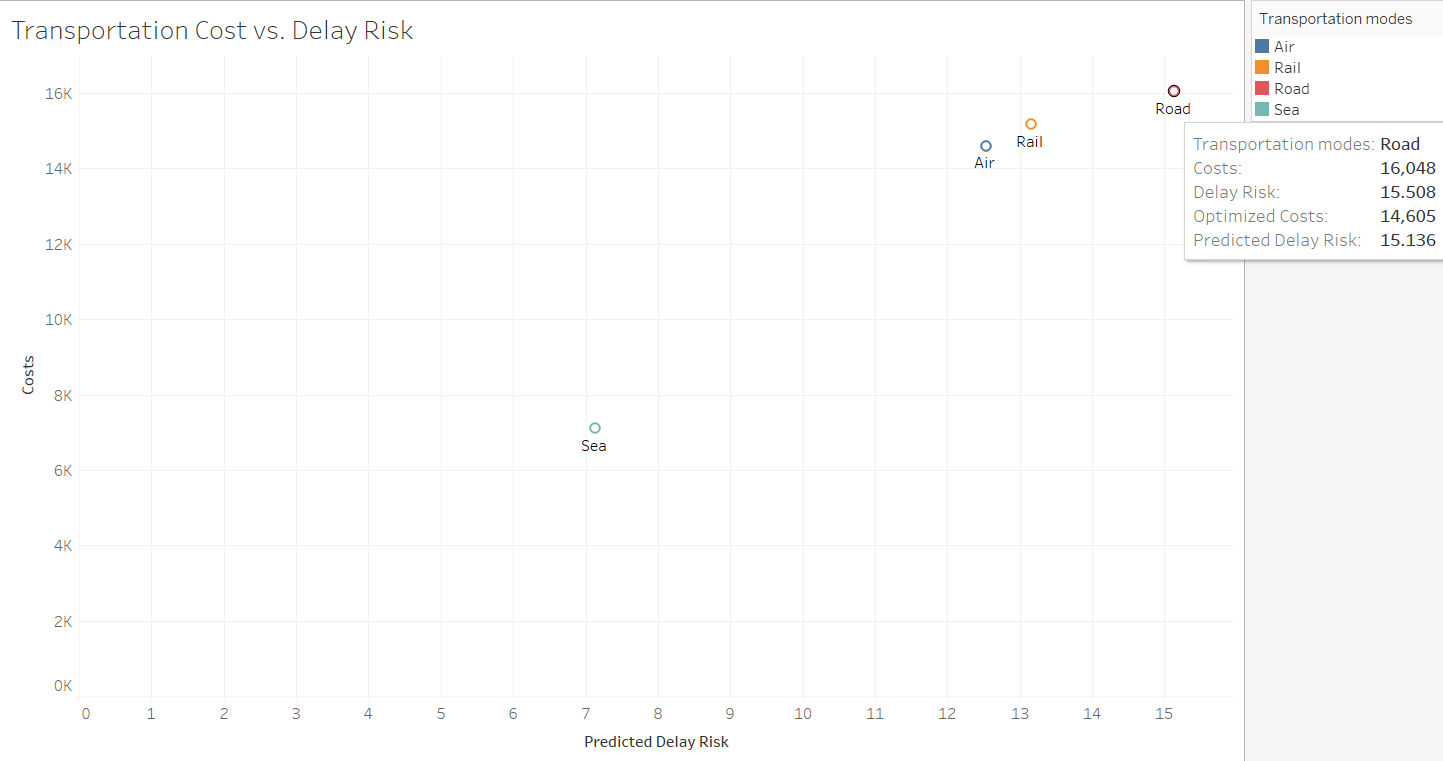 Transportation Cost vs. Delay Risk
Transportation modes
Air
Rail
Road
Sea
16K
14K
12K
10K
8K
6K
4K
2K
0K
Costs
Road
Rail
Air
Sea
Transportation modes: Road
Costs: 16,048
Delay Risk: 15.508
Optimized Costs: 14,605
Predicted Delay Risk: 15.136
0 1 2 3 4 5 6 7 8 9 10 11 12 13 14 15
Predicted Delay Risk